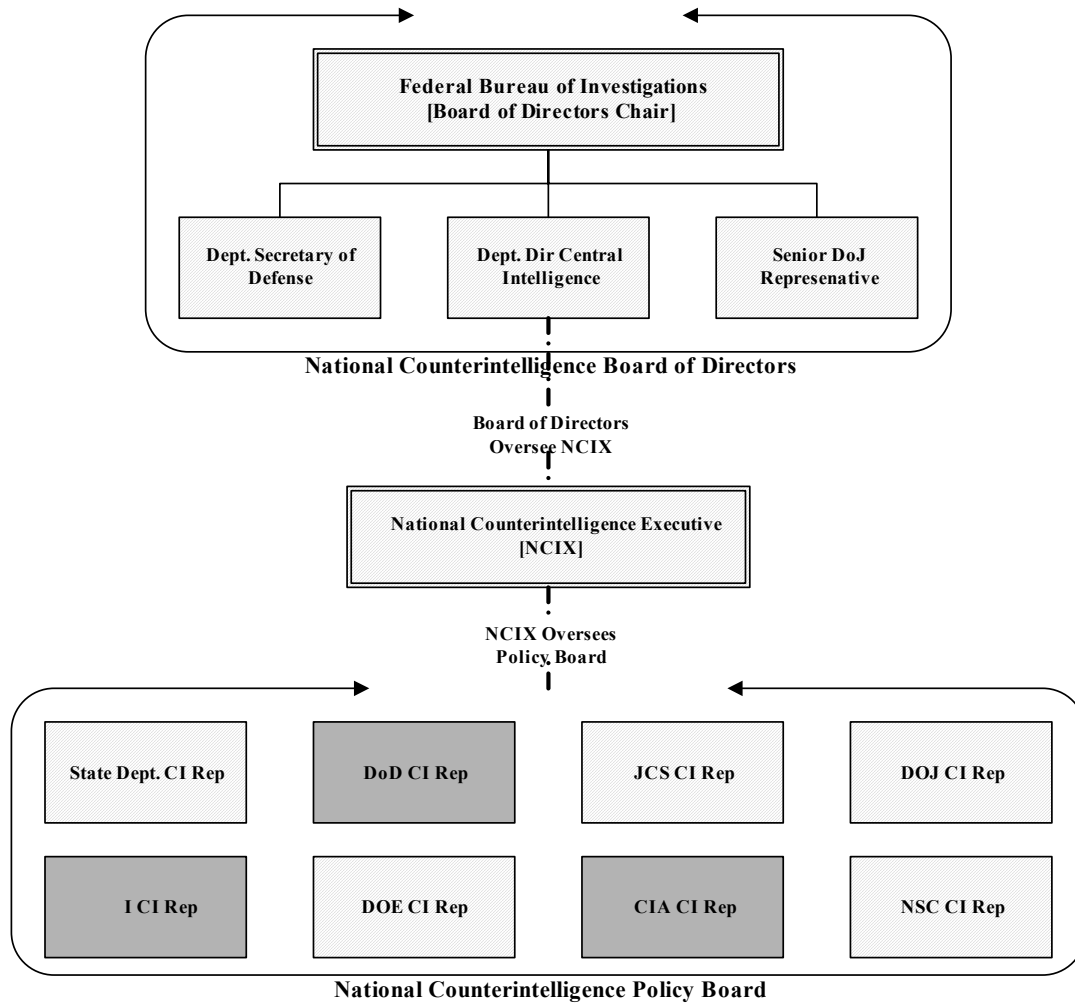 Federal Bureau of Investigations
[Board of Directors Chair]
Dept. Secretary of
Defense
Dept. Dir Central
Intelligence
Senior DoJ
Represenative
National Counterintelligence Board of Directors
Board of Directors
Oversee NCIX
National Counterintelligence Executive
[NCIX]
NCIX Oversees
Policy Board
State Dept. CI Rep
DoD CI Rep
JCS CI Rep
DOJ CI Rep
I CI Rep
DOE CI Rep
CIA CI Rep
NSC CI Rep
National Counterintelligence Policy Board